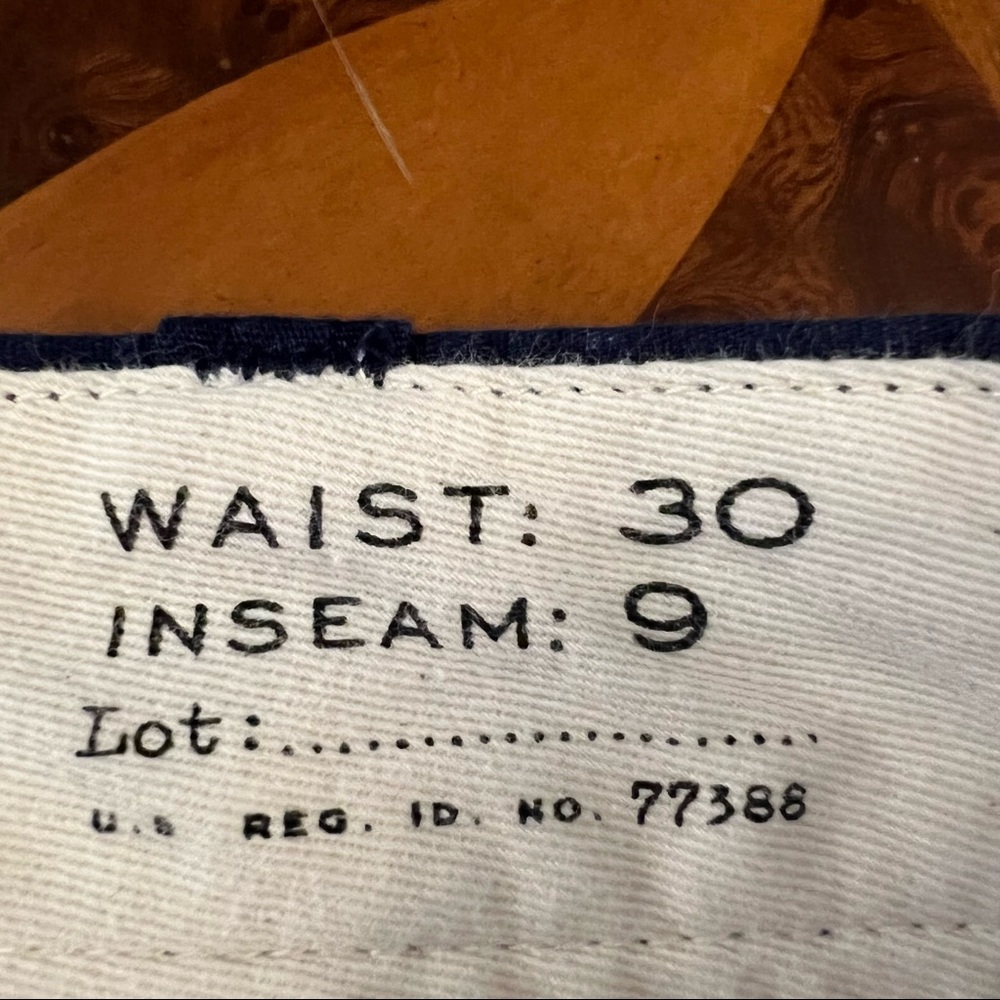 WAIST: 30
INSEAM: 9
Lot:......................
U.S REG. ID. NO. 77388